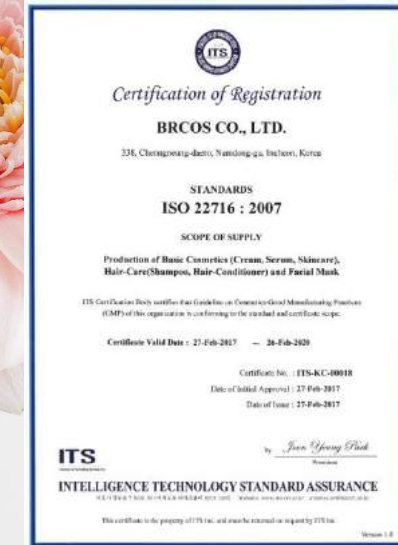 ITS
Certification of Registration
BRCOS CO., LTD.
338, Cheongneung-daero, Namdong-gu, Incheon, Korea
STANDARDS
ISO 22716 : 2007
SCOPE OF SUPPLY
Production of Basic Cosmetics (Cream, Serum, Skincare),
Hair-Care(Shampoo, Hair-Conditioner) and Facial Mask
ITS Certification Body certifies that Guideline on Cosmetics Good Manufacturing Practices
(GMP) of this organization is conforming to the standard and certificate scope.
Certificate Valid Date : 27-Feb-2017 — 26-Feb-2020
Certificate No. : ITS-KC-00018
Date of Initial Approval : 27-Feb-2017
Date of Issue : 27-Feb-2017
ITS
by
President
INTELLIGENCE TECHNOLOGY STANDARD ASSURANCE
This certificate is the property of ITS Inc. and must be returned on request by ITS Inc.
Version 1.0